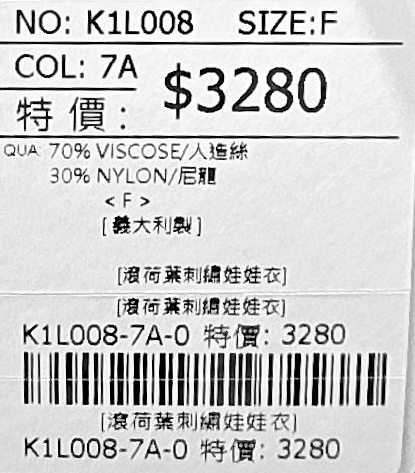 NO: K1L008 SIZE:F
COL: 7A
$3280
特價:
QUA: 70% VISCOSE/人造絲
30% NYLON/尼龍
<F>
[義大利製]
[滾荷葉刺繡娃娃衣]
[滾荷葉刺繡娃娃衣]
K1L008-7A-0 特價: 3280
[滾荷葉刺繡娃娃衣]
K1L008-7A-0 特價: 3280